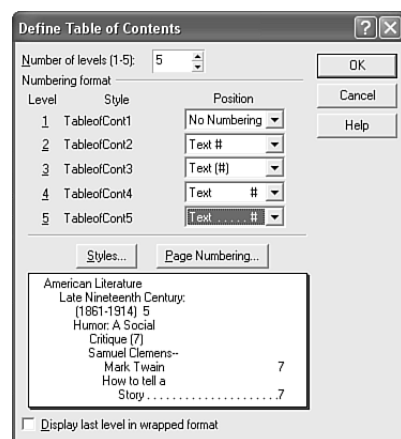 Define Table of Contents
Number of levels (1-5): 5
OK
Numbering format
Level Style Position
Cancel
1 TableofCont1 No Numbering
Help
2 TableofCont2 Text #
3 TableofCont3 Text (#)
4 TableofCont4 Text #
5 TableofCont5 Text ..... #
Styles... Page Numbering...
American Literature
Late Nineteenth Century:
(1861-1914) 5
Humor: A Social
Critique (7)
Samuel Clemens--
Mark Twain 7
How to tell a
Story . . . . . . . . . . . . . . . . . . . .7
Display last level in wrapped format